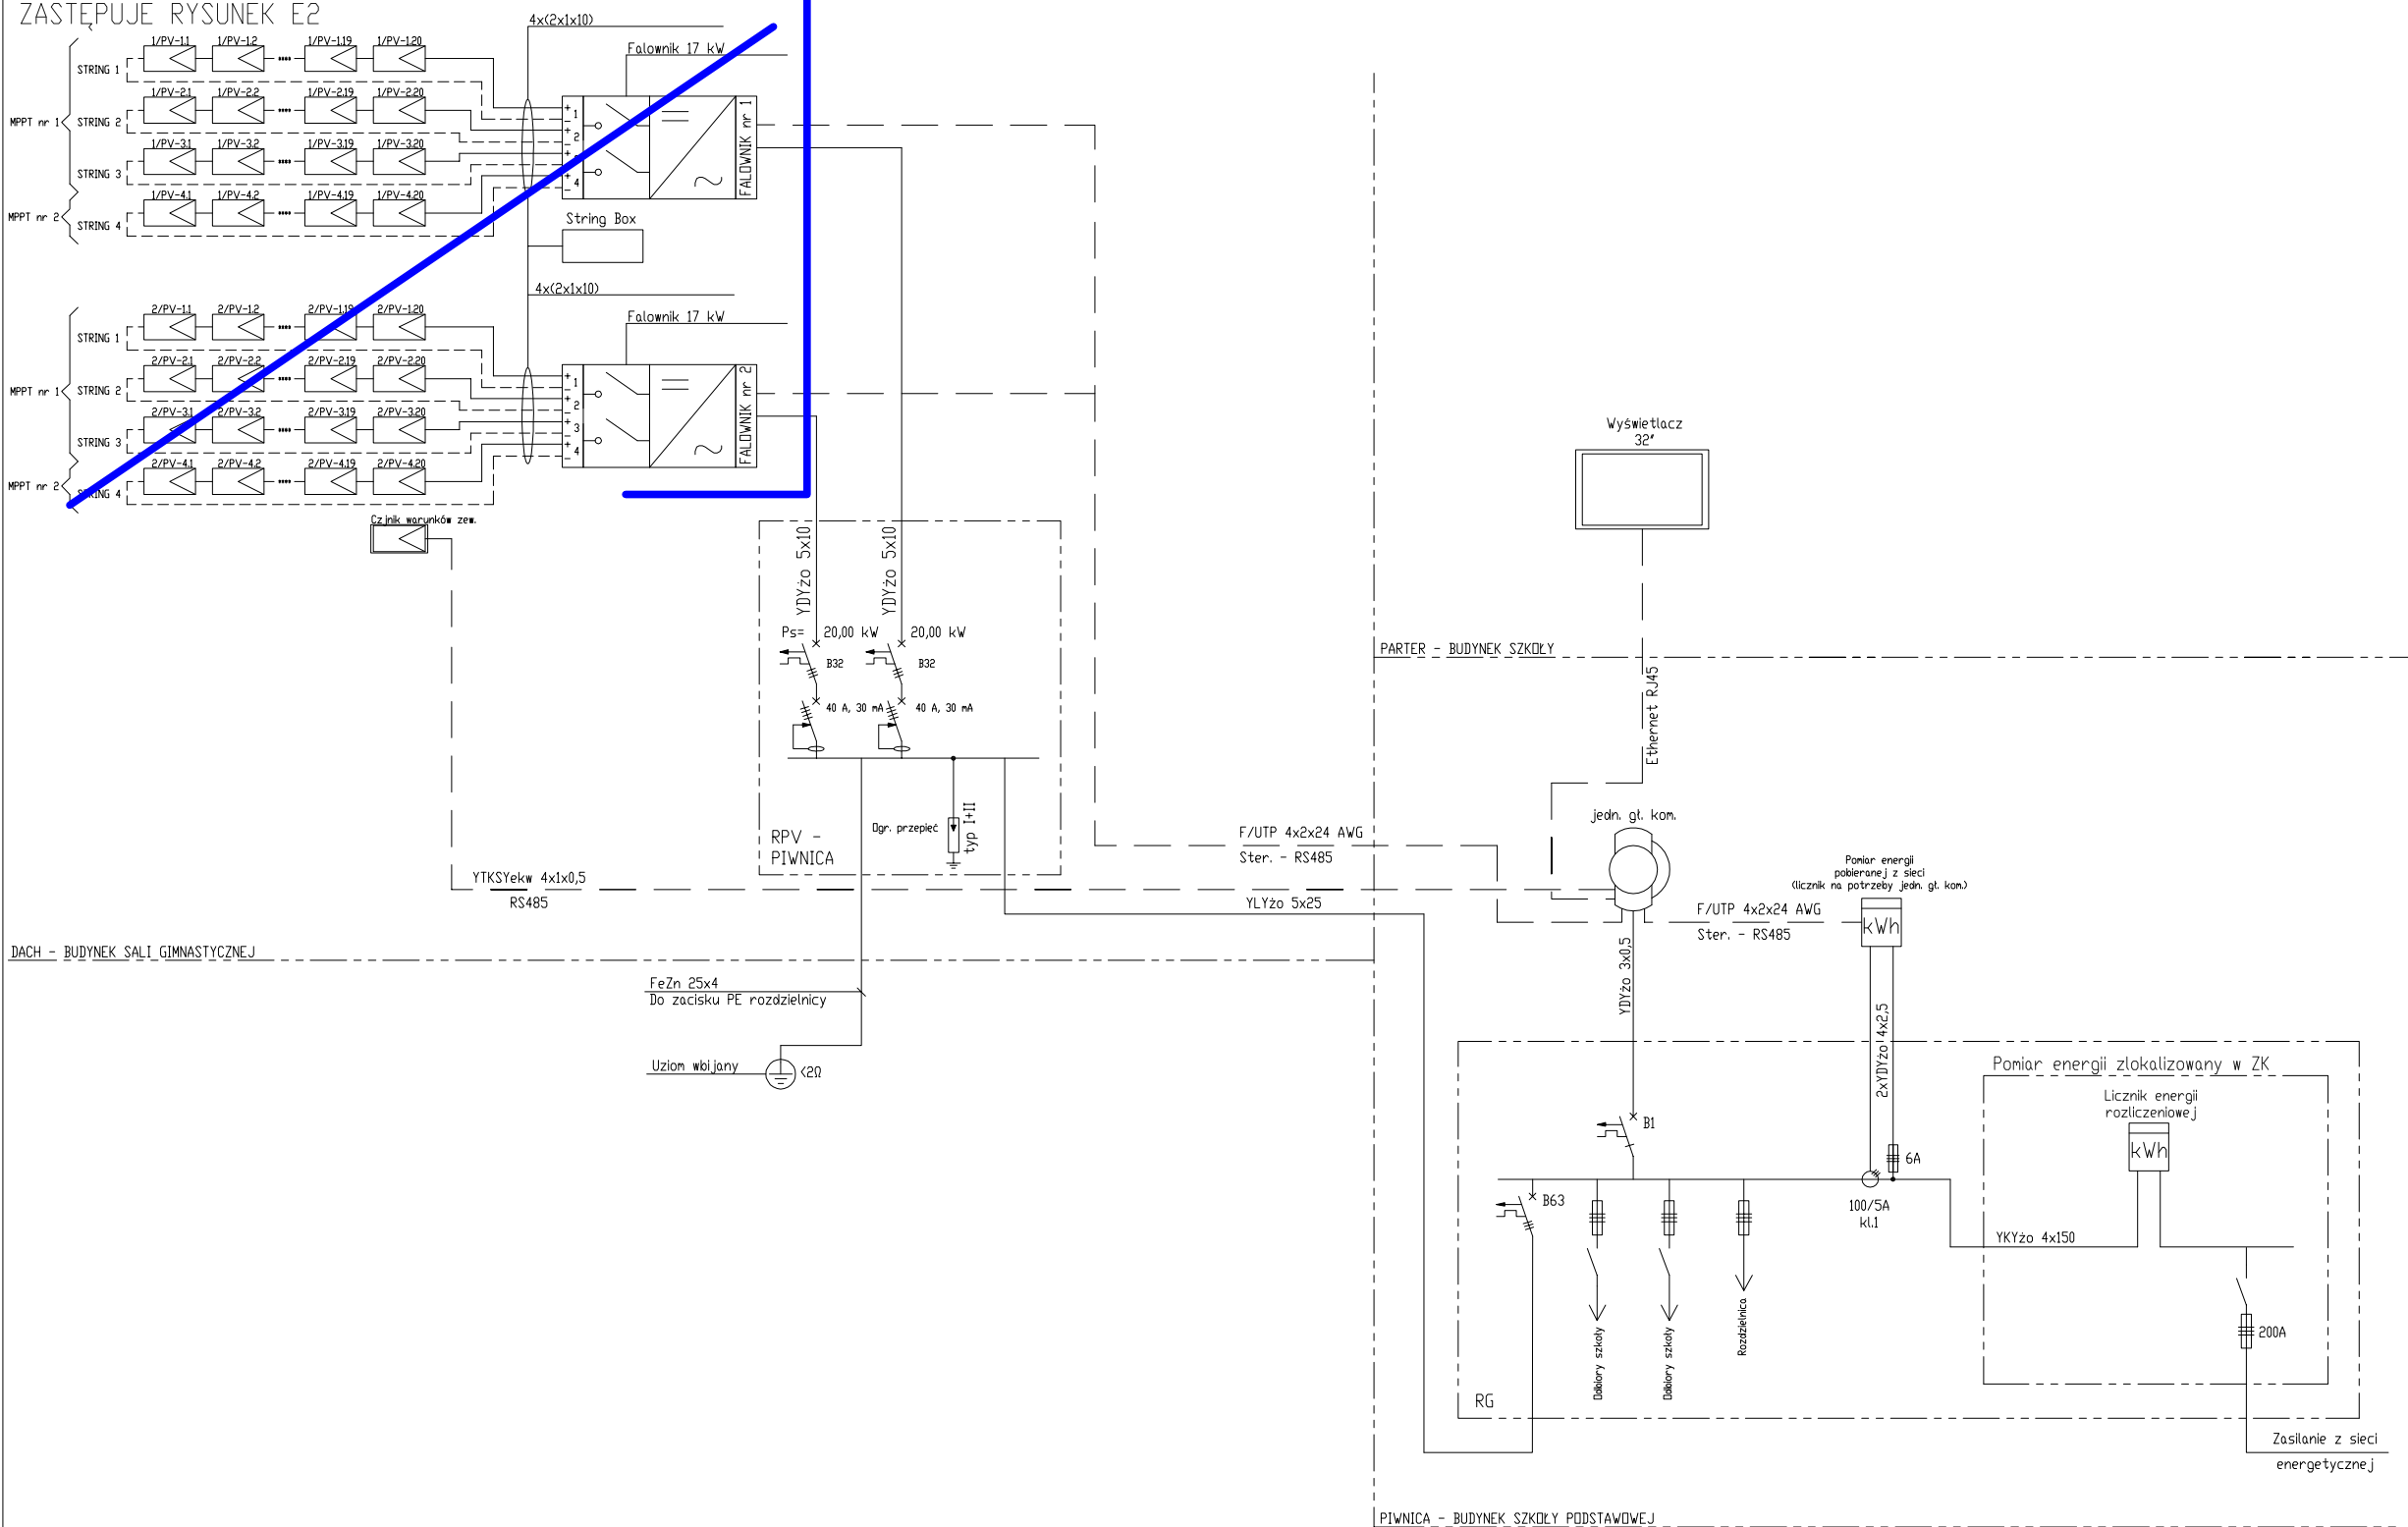 ZASTĘPUJE RYSUNEK E2
4x(2x1x10)
Falownik 17 kW
1/PV-1.1 1/PV-1.2 1/PV-1.19 1/PV-1.20
STRING 1
1/PV-2.1 1/PV-2.2 1/PV-2.19 1/PV-2.20
MPPT nr 1 STRING 2
1/PV-3.1 1/PV-3.2 1/PV-3.19 1/PV-3.20
STRING 3
1/PV-4.1 1/PV-4.2 1/PV-4.19 1/PV-4.20
MPPT nr 2 STRING 4
+ 1 -
+ 2 -
+ -
+ 4 -
FALOWNIK nr 1
String Box
4x(2x1x10)
Falownik 17 kW
2/PV-1.1 2/PV-1.2 2/PV-1.19 2/PV-1.20
STRING 1
2/PV-2.1 2/PV-2.2 2/PV-2.19 2/PV-2.20
MPPT nr 1 STRING 2
2/PV-3.1 2/PV-3.2 2/PV-3.19 2/PV-3.20
STRING 3
2/PV-4.1 2/PV-4.2 2/PV-4.19 2/PV-4.20
MPPT nr 2 STRING 4
+ 1 -
+ 2 -
+ 3 -
+ 4 -
FALOWNIK nr 2
Czjnik warunków zew.
YDYżo 5x10
YDYżo 5x10
Ps= 20,00 kW 20,00 kW
B32 B32
40 A, 30 mA 40 A, 30 mA
Ogr. przepięć
typ I+II
RPV -
PIWNICA
YTKSYekw 4x1x0,5
RS485
F/UTP 4x2x24 AWG
Ster. - RS485
YLYżo 5x25
DACH - BUDYNEK SALI GIMNASTYCZNEJ
FeZn 25x4
Do zacisku PE rozdzielnicy
Uziom wbijany
<2Ω
Wyświetlacz
32"
PARTER - BUDYNEK SZKOŁY
Ethernet RJ45
jedn. gł. kom.
Pomiar energii
pobieranej z sieci
(licznik na potrzeby jedn. gł. kom.)
F/UTP 4x2x24 AWG
Ster. - RS485
kWh
YDYżo 3x0,5
2xYDYżo 4x2,5
Pomiar energii zlokalizowany w ZK
Licznik energii
rozliczeniowej
kWh
B1
6A
B63
100/5A
kl.1
YKYżo 4x150
Odbiory szkoły
Odbiory szkoły
Rozdzielnica
200A
RG
Zasilanie z sieci
energetycznej
PIWNICA - BUDYNEK SZKOŁY PODSTAWOWEJ